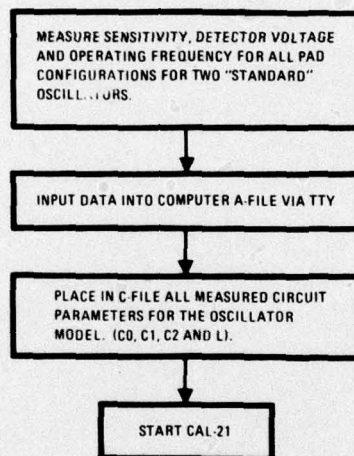 MEASURE SENSITIVITY, DETECTOR VOLTAGE
AND OPERATING FREQUENCY FOR ALL PAD
CONFIGURATIONS FOR TWO "STANDARD"
INPUT DATA INTO COMPUTER A-FILE VIA TTY
PLACE IN C-FILE ALL MEASURED CIRCUIT
PARAMETERS FOR THE OSCILLATOR
MODEL. (C0, C1, C2 AND L).
START CAL-21